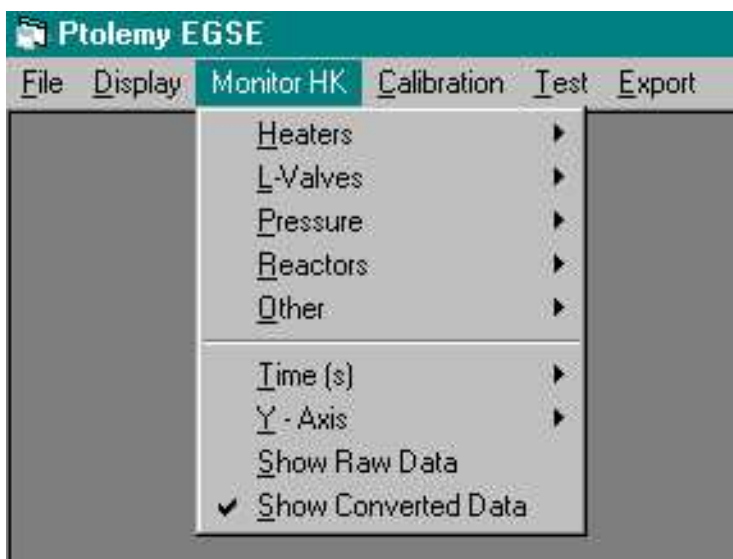 Ptolemy EGSE
File Display Monitor HK Calibration Test Export
Heaters
L-Valves
Pressure
Reactors
Other
Time (s)
Y - Axis
Show Raw Data
Show Converted Data